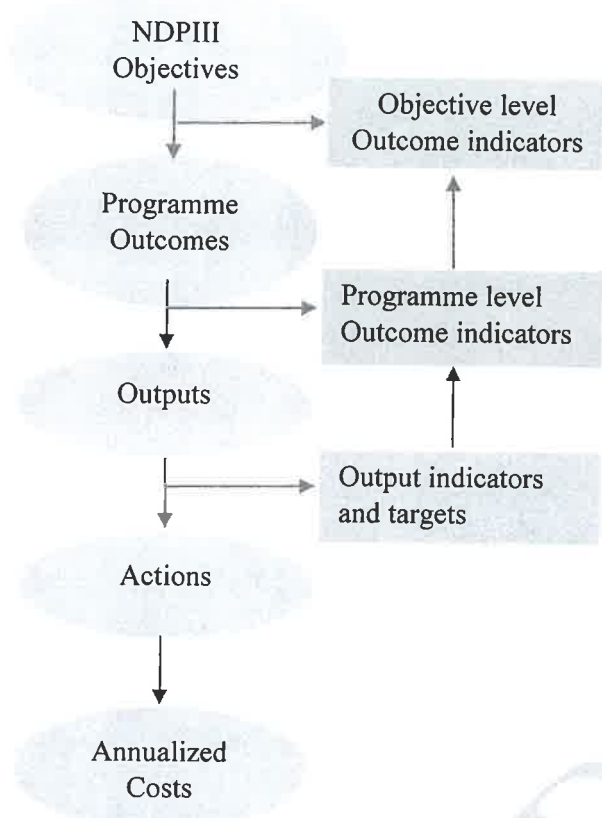 NDPIII
Objectives
Objective level
Outcome indicators
Programme
Outcomes
Programme level
Outcome indicators
Outputs
Output indicators
and targets
Actions
Annualized
Costs